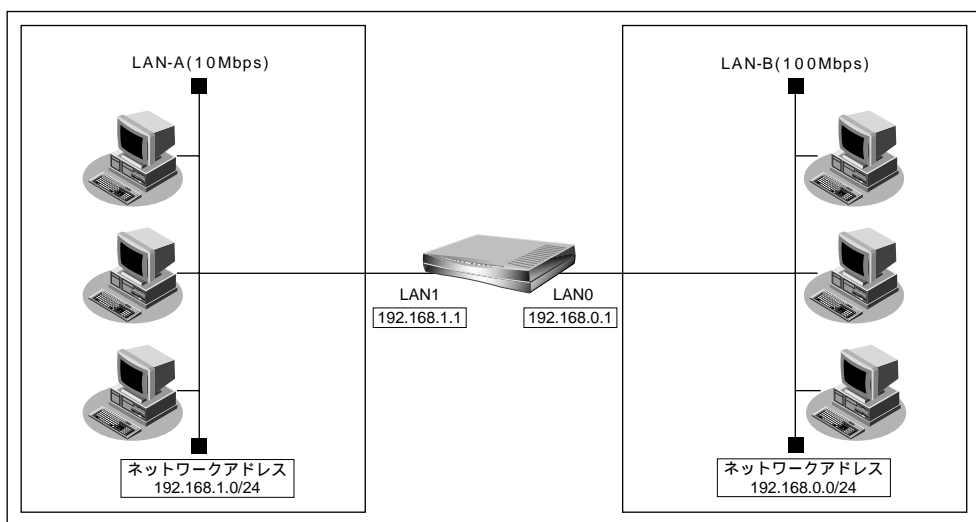 LAN-A(10Mbps)
LAN-B(100Mbps)
LAN1
192.168.1.1
LAN0
192.168.0.1
ネットワークアドレス
192.168.1.0/24
ネットワークアドレス
192.168.0.0/24